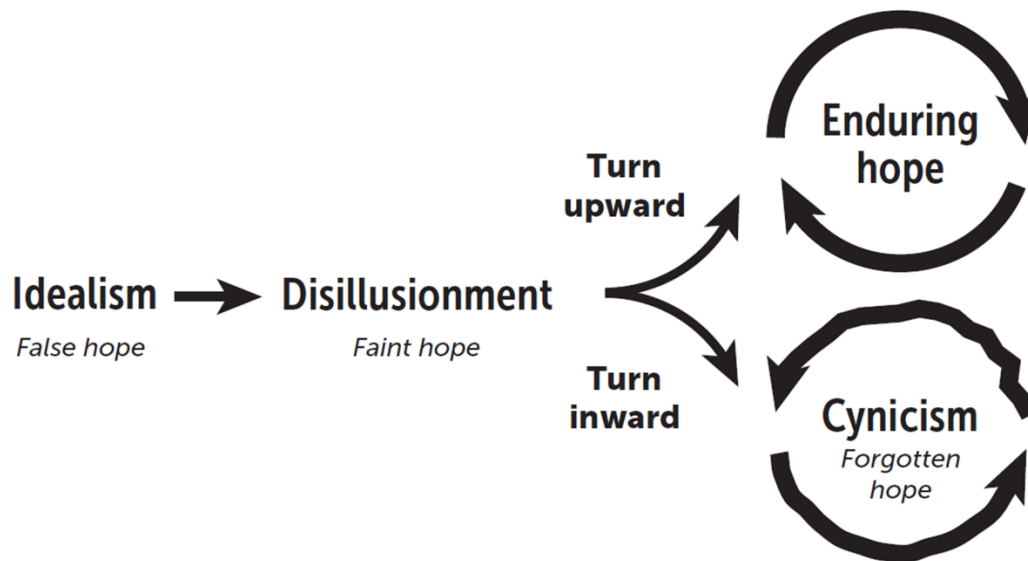 Idealism
False hope
Disillusionment
Faint hope
Turn
upward
Turn
inward
Enduring
hope
Cynicism
Forgotten
hope